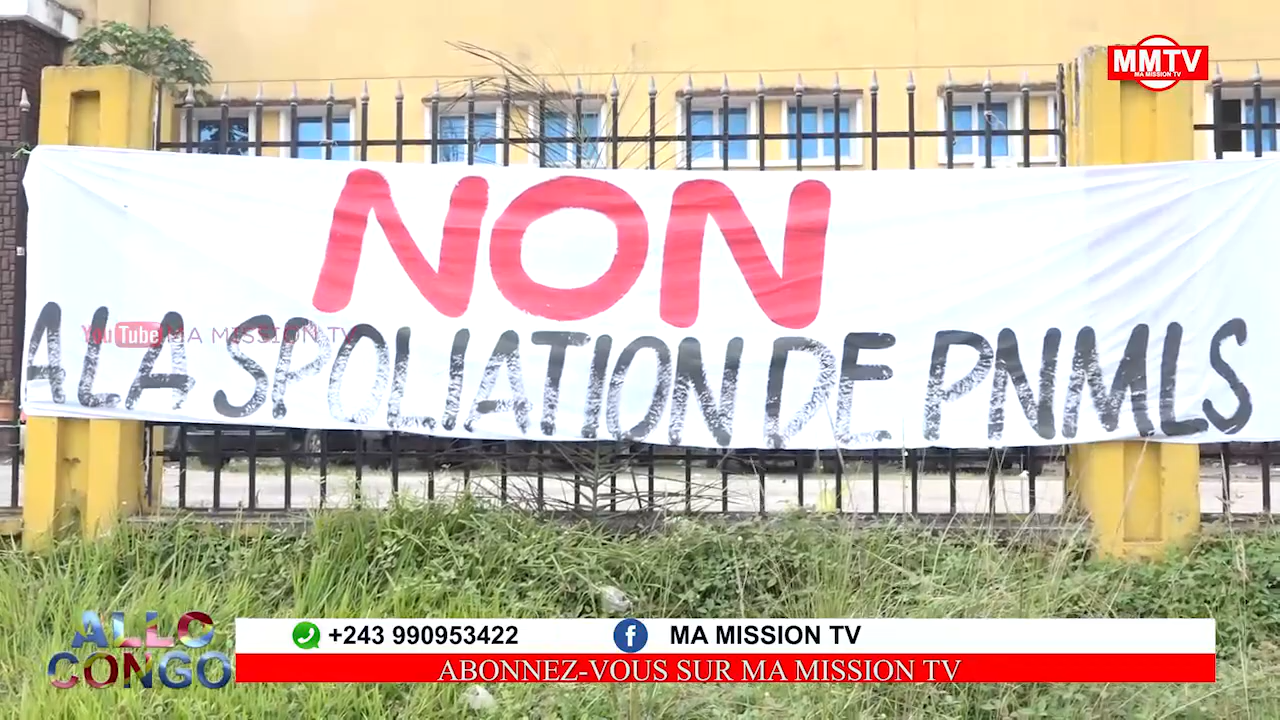 MMTV
MA MISSION TV
NON
A LA SPOLIATION DE PNMLS
YouTube MA MISSION TV
ALLO CONGO
+243 990953422
MA MISSION TV
ABONNEZ-VOUS SUR MA MISSION TV